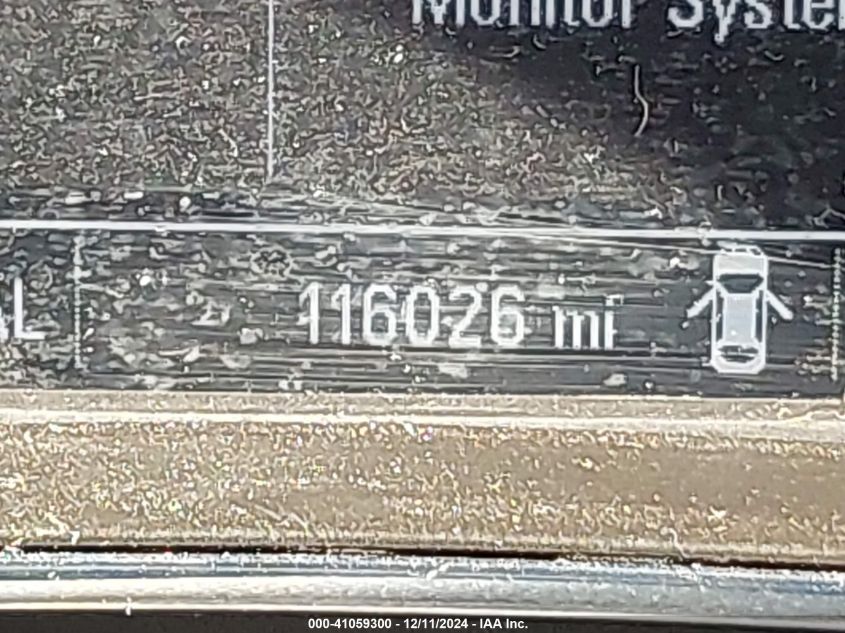 Monitor System
116026 mi
000-41059300 - 12/11/2024 - IAA Inc.